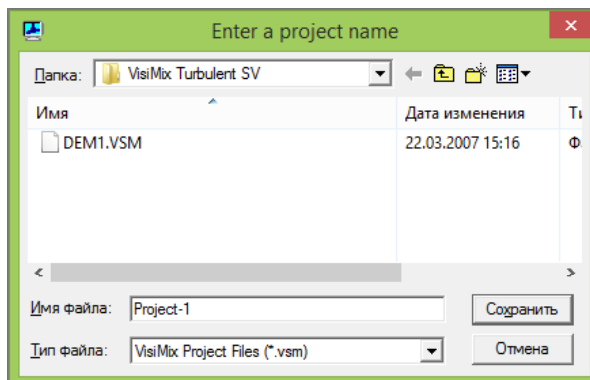 Enter a project name
Папка: VisiMix Turbulent SV
Имя Дата изменения Ти
DEM1.VSM 22.03.2007 15:16 Ф
Имя файла: Project-1 Сохранить
Тип файла: VisiMix Project Files (*.vsm) Отмена